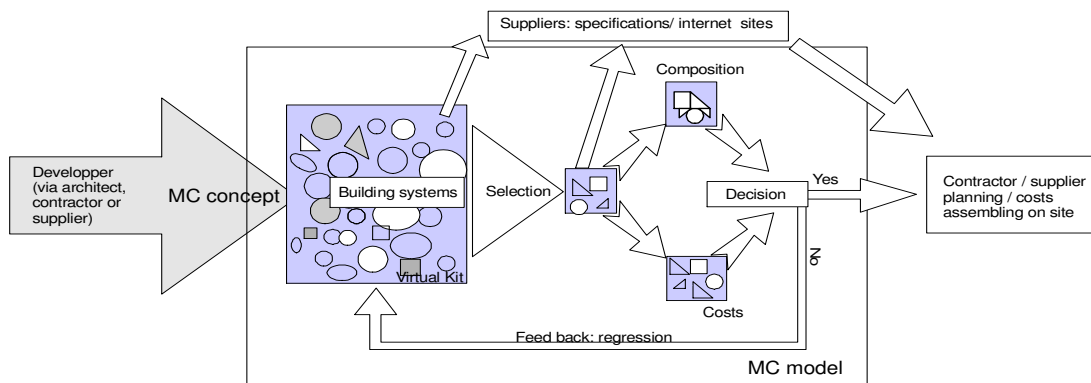 Suppliers: specifications/ internet sites
Composition
Developper
(via architect,
contractor or
supplier)
MC concept
Building systems
Selection
Decision
Yes
Contractor / supplier
planning / costs
assembling on site
No
Virtual Kit
Costs
Feed back: regression
MC model